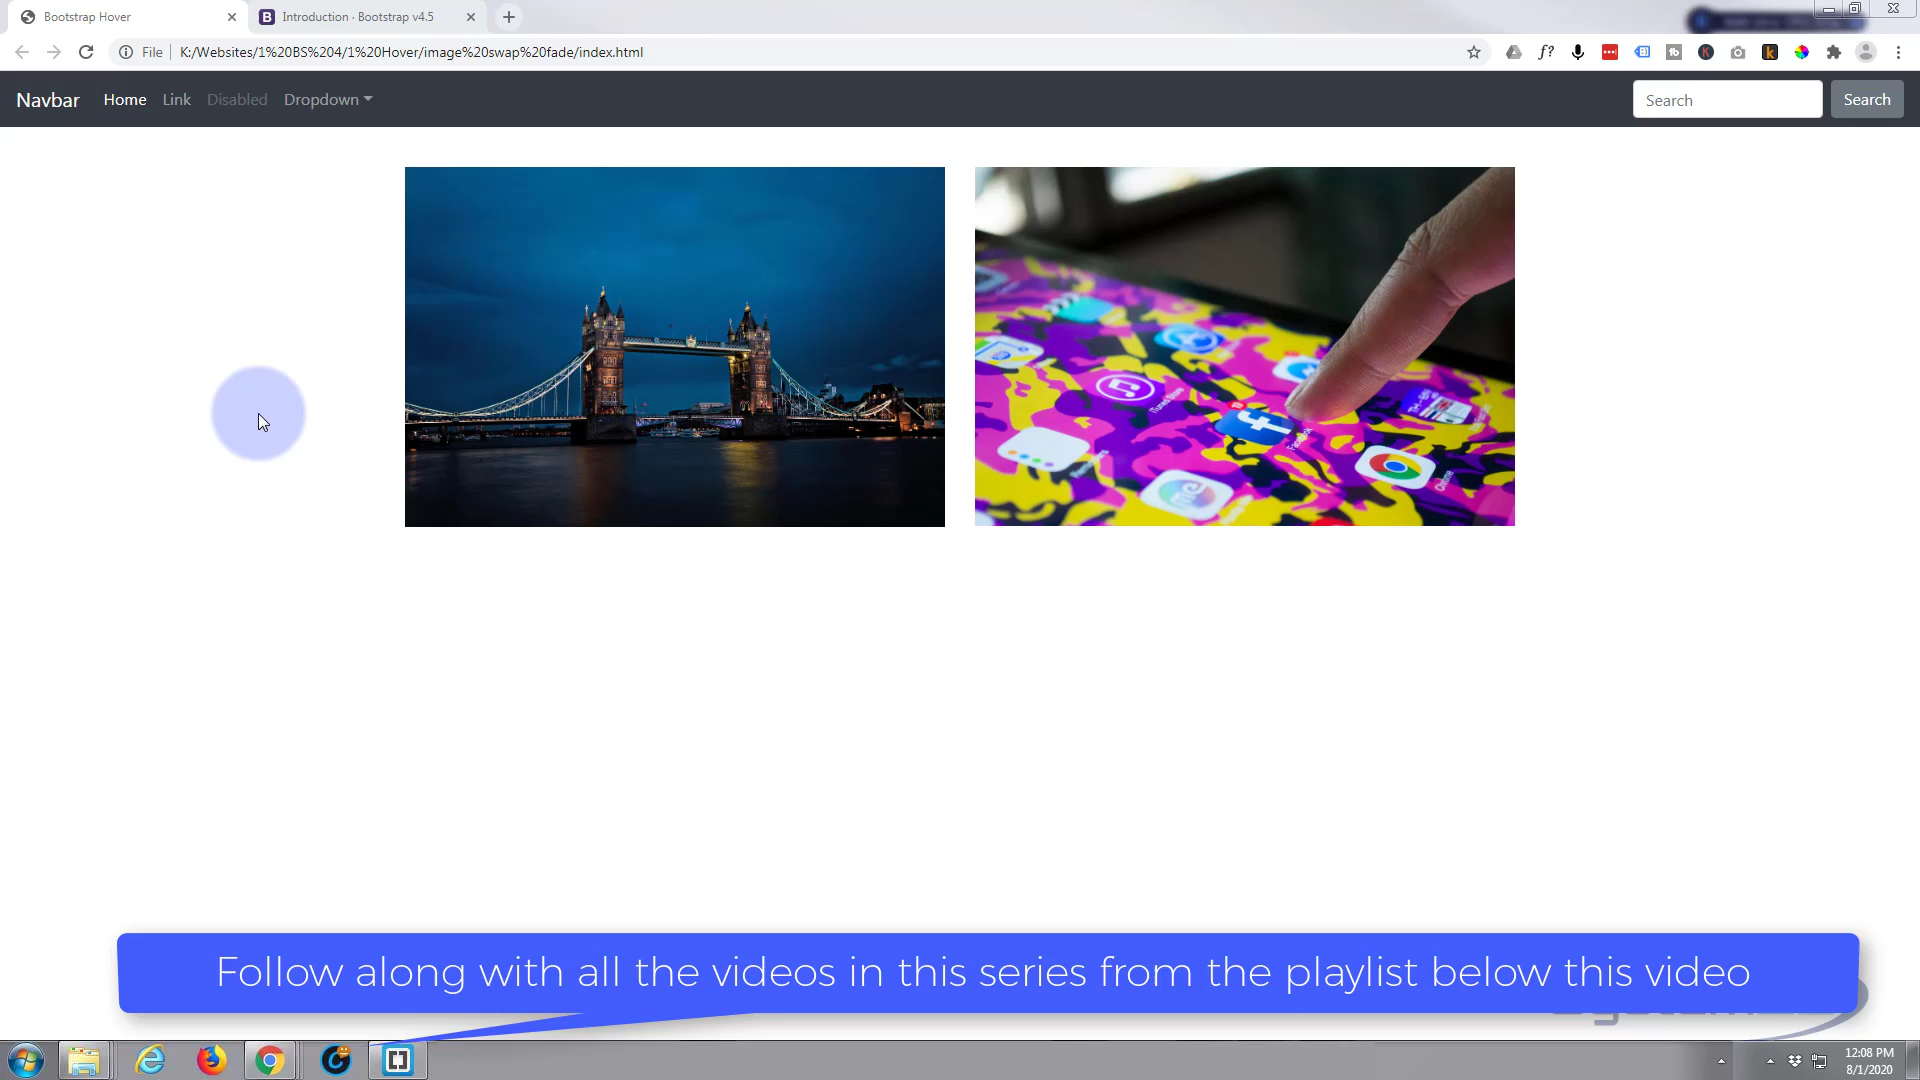 Bootstrap Hover
Introduction · Bootstrap v4.5
File
K:/Websites/1%20BS%204/1%20Hover/image%20swap%20fade/index.html
f?
Navbar
Home
Link
Disabled
Dropdown
Search
Search
Follow along with all the videos in this series from the playlist below this video
12:08 PM
8/1/2020